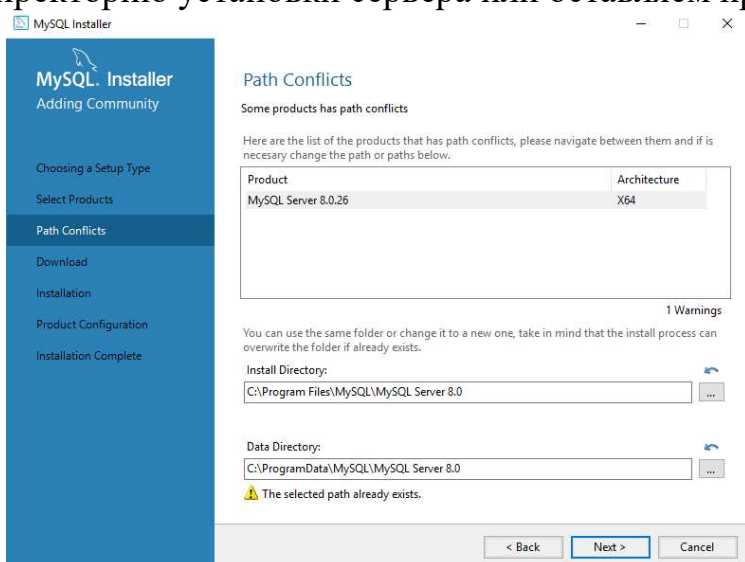 директорию установки сервера или оставляем
MySQL Installer
MySQL. Installer
Adding Community
Choosing a Setup Type
Select Products
Path Conflicts
Download
Installation
Product Configuration
Installation Complete
Path Conflicts
Some products has path conflicts
Here are the list of the products that has path conflicts, please navigate between them and if is
necesary change the path or paths below.
Product Architecture
MySQL Server 8.0.26 X64
1 Warnings
You can use the same folder or change it to a new one, take in mind that the install process can
overwrite the folder if already exists.
Install Directory:
C:\Program Files\MySQL\MySQL Server 8.0
...
Data Directory:
C:\ProgramData\MySQL\MySQL Server 8.0
...
The selected path already exists.
< Back Next > Cancel